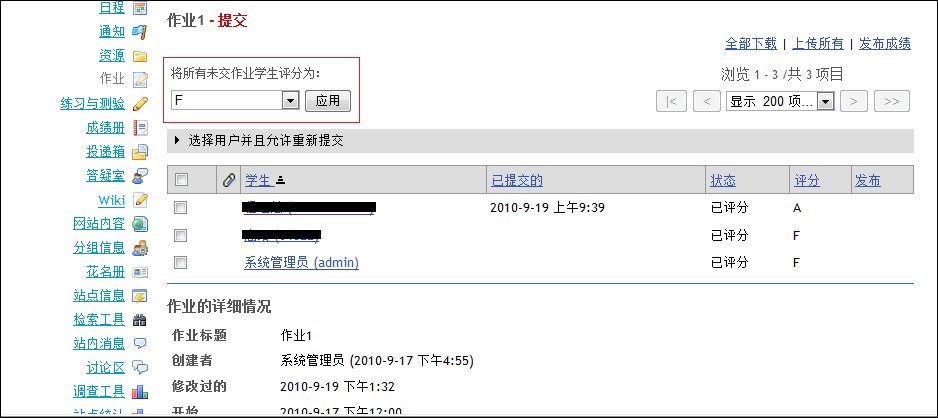 日程
通知
资源
作业
练习与测验
成绩册
投递箱
答疑室
Wiki
网站内容
分组信息
花名册
站点信息
检索工具
站内消息
讨论区
调查工具
站点统计
作业1 - 提交
全部下载 | 上传所有 | 发布成绩
将所有未交作业学生评分为：
F 应用
浏览 1 - 3 /共 3 项目
|< < 显示 200 项... > >>
选择用户并且允许重新提交
学生 已提交的 状态 评分 发布
2010-9-19 上午9:39 已评分 A
已评分 F
系统管理员 (admin) 已评分 F
作业的详细情况
作业标题 作业1
创建者 系统管理员 (2010-9-17 下午4:55)
修改过的 2010-9-19 下午1:32
开始 2010-9-17 下午12:00